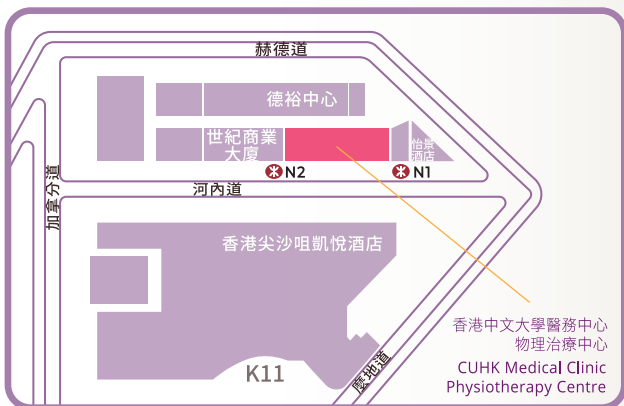 赫德道
德裕中心
世紀商業
大廈
怡景
酒店
N2
N1
加拿分道
河內道
香港尖沙咀凱悅酒店
香港中文大學醫務中心
物理治療中心
CUHK Medical Clinic
Physiotherapy Centre
K11
麼地道